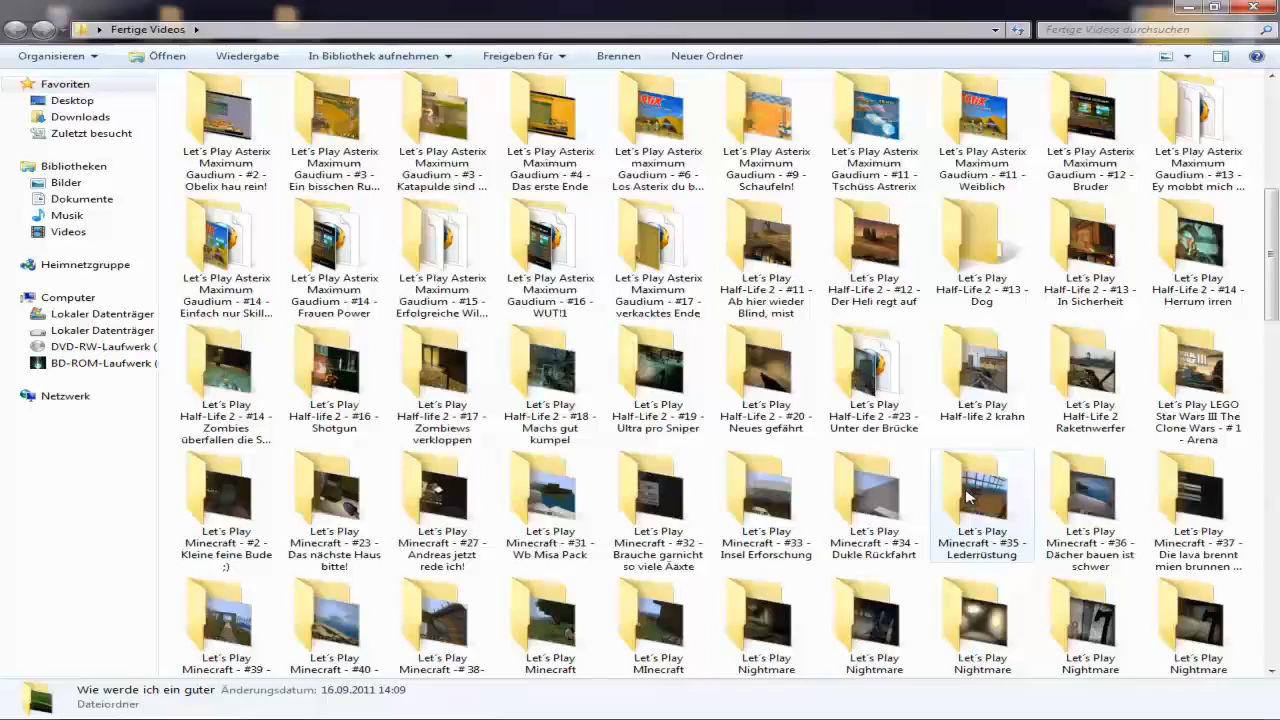 Fertige Videos
Fertige Videos durchsuchen
Organisieren Öffnen Wiedergabe In Bibliothek aufnehmen Freigeben für Brennen Neuer Ordner
Favoriten
Desktop
Downloads
Zuletzt besucht
Bibliotheken
Bilder
Dokumente
Musik
Videos
Heimnetzgruppe
Computer
Lokaler Datenträger
Lokaler Datenträger
DVD-RW-Laufwerk (
BD-ROM-Laufwerk (
Netzwerk
Let´s Play Asterix
Maximum
Gaudium - #2 -
Obelix hau rein!
Let´s Play Asterix
Maximum
Gaudium - #3 -
Ein bisschen Ru...
Let´s Play Asterix
Maximum
Gaudium - #3 -
Katapulde sind ...
Let´s Play Asterix
Maximum
Gaudium - #4 -
Das erste Ende
Let´s Play Asterix
maximum
Gaudium - #6 -
Los Asterix du b...
Let´s Play Asterix
Maximum
Gaudium - #9 -
Schaufeln!
Let´s Play Asterix
Maximum
Gaudium - #11 -
Tschüss Astrerix
Let´s Play Asterix
Maximum
Gaudium - #11 -
Weiblich
Let´s Play Asterix
Maximum
Gaudium - #12 -
Bruder
Let´s Play Asterix
Maximum
Gaudium - #13 -
Ey mobbt mich ...
Let´s Play Asterix
Maximum
Gaudium - #14 -
Einfach nur Skill...
Let´s Play Asterix
Maximum
Gaudium - #14 -
Frauen Power
Let´s Play Asterix
Maximum
Gaudium - #15 -
Erfolgreiche Wil...
Let´s Play Asterix
Maximum
Gaudium - #16 -
WUT!1
Let´s Play Asterix
Maximum
Gaudium - #17 -
verkacktes Ende
Let´s Play
Half-Life 2 - #11 -
Ab hier wieder
Blind, mist
Let´s Play
Half-Life 2 - #12 -
Der Heli regt auf
Let´s Play
Half-Life 2 - #13 -
Dog
Let´s Play
Half-Life 2 - #13 -
In Sicherheit
Let´s Play
Half-Life 2 - #14 -
Herrum irren
Let´s Play
Half-Life 2 - #14 -
Zombies
überfallen die S...
Let´s Play
Half-life 2 - #16 -
Shotgun
Let´s Play
Half-life 2 - #17 -
Zombiews
verkloppen
Let´s Play
Half-Life 2 - #18 -
Machs gut
kumpel
Let´s Play
Half-Life 2 - #19 -
Ultra pro Sniper
Let´s Play
Half-Life 2 - #20 -
Neues gefährt
Let´s Play
Half-Life 2 -#23 -
Unter der Brücke
Let´s Play
Half-life 2 krahn
Let´s Play
Half-Life 2
Raketnwerfer
Let´s Play LEGO
Star Wars III The
Clone Wars - # 1
- Arena
Let´s Play
Minecraft - #2 -
Kleine feine Bude
;)
Let´s Play
Minecraft - #23 -
Das nächste Haus
bitte!
Let´s Play
Minecraft - #27 -
Andreas jetzt
rede ich!
Let´s Play
Minecraft - #31 -
Wb Misa Pack
Let´s Play
Minecraft - #32 -
Brauche garnicht
so viele Ääxte
Let´s Play
Minecraft - #33 -
Insel Erforschung
Let´s Play
Minecraft - #34 -
Dukle Rückfahrt
Let´s Play
Minecraft - #35 -
Lederrüstung
Let´s Play
Minecraft - #36 -
Dächer bauen ist
schwer
Let´s Play
Minecraft - #37 -
Die lava brennt
mien brunnen ...
Let´s Play
Minecraft - #39 -
Let´s Play
Minecraft - #40 -
Let´s Play
Minecraft - # 38-
Let´s Play
Minecraft
Let´s Play
MInecraft
Let´s Play
Nightmare
Let´s Play
Nightmare
Let´s Play
Nightmare
Let´s Play
Nightmare
Let´s Play
Nightmare
Wie werde ich ein guter Änderungsdatum: 16.09.2011 14:09
Dateiordner